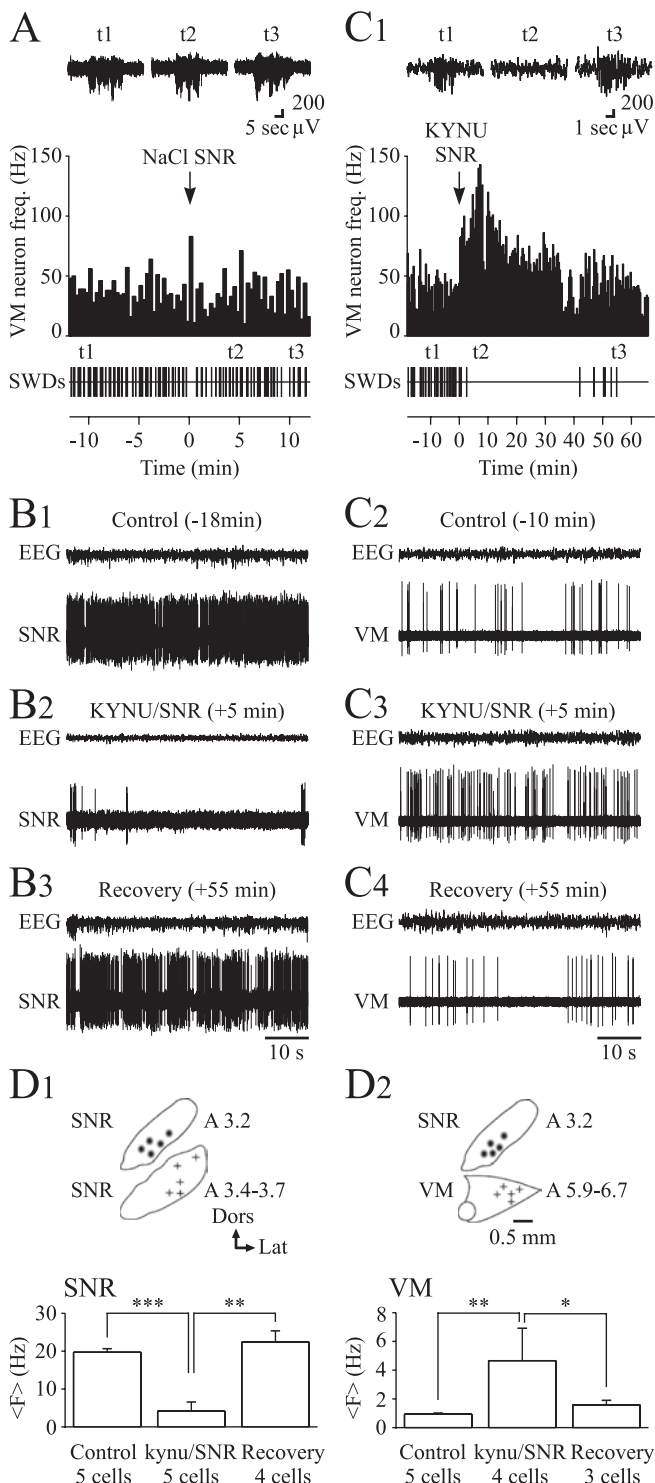 A
t1 t2 t3
200
5 sec µV
VM neuron freq. (Hz)
150
100
50
0
NaCl SNR
t1 t2 t3
SWDs
-10 -5 0 5 10
Time (min)
C1
t1 t2 t3
200
1 sec µV
KYNU
SNR
VM neuron freq. (Hz)
150
100
50
0
t1 t2 t3
SWDs
-10 0 10 20 30 40 50 60
Time (min)
B1
Control (-18min)
EEG
SNR
B2
KYNU/SNR (+5 min)
EEG
SNR
B3
Recovery (+55 min)
EEG
SNR
10 s
C2
Control (-10 min)
EEG
VM
C3
KYNU/SNR (+5 min)
EEG
VM
C4
Recovery (+55 min)
EEG
VM
10 s
D1
SNR A 3.2
SNR A 3.4-3.7
Dors
Lat
SNR
<F> (Hz)
30
20
10
0
*** **
Control kynu/SNR Recovery
5 cells 5 cells 4 cells
D2
SNR A 3.2
VM A 5.9-6.7
0.5 mm
VM
<F> (Hz)
8
6
4
2
0
** *
Control kynu/SNR Recovery
5 cells 4 cells 3 cells